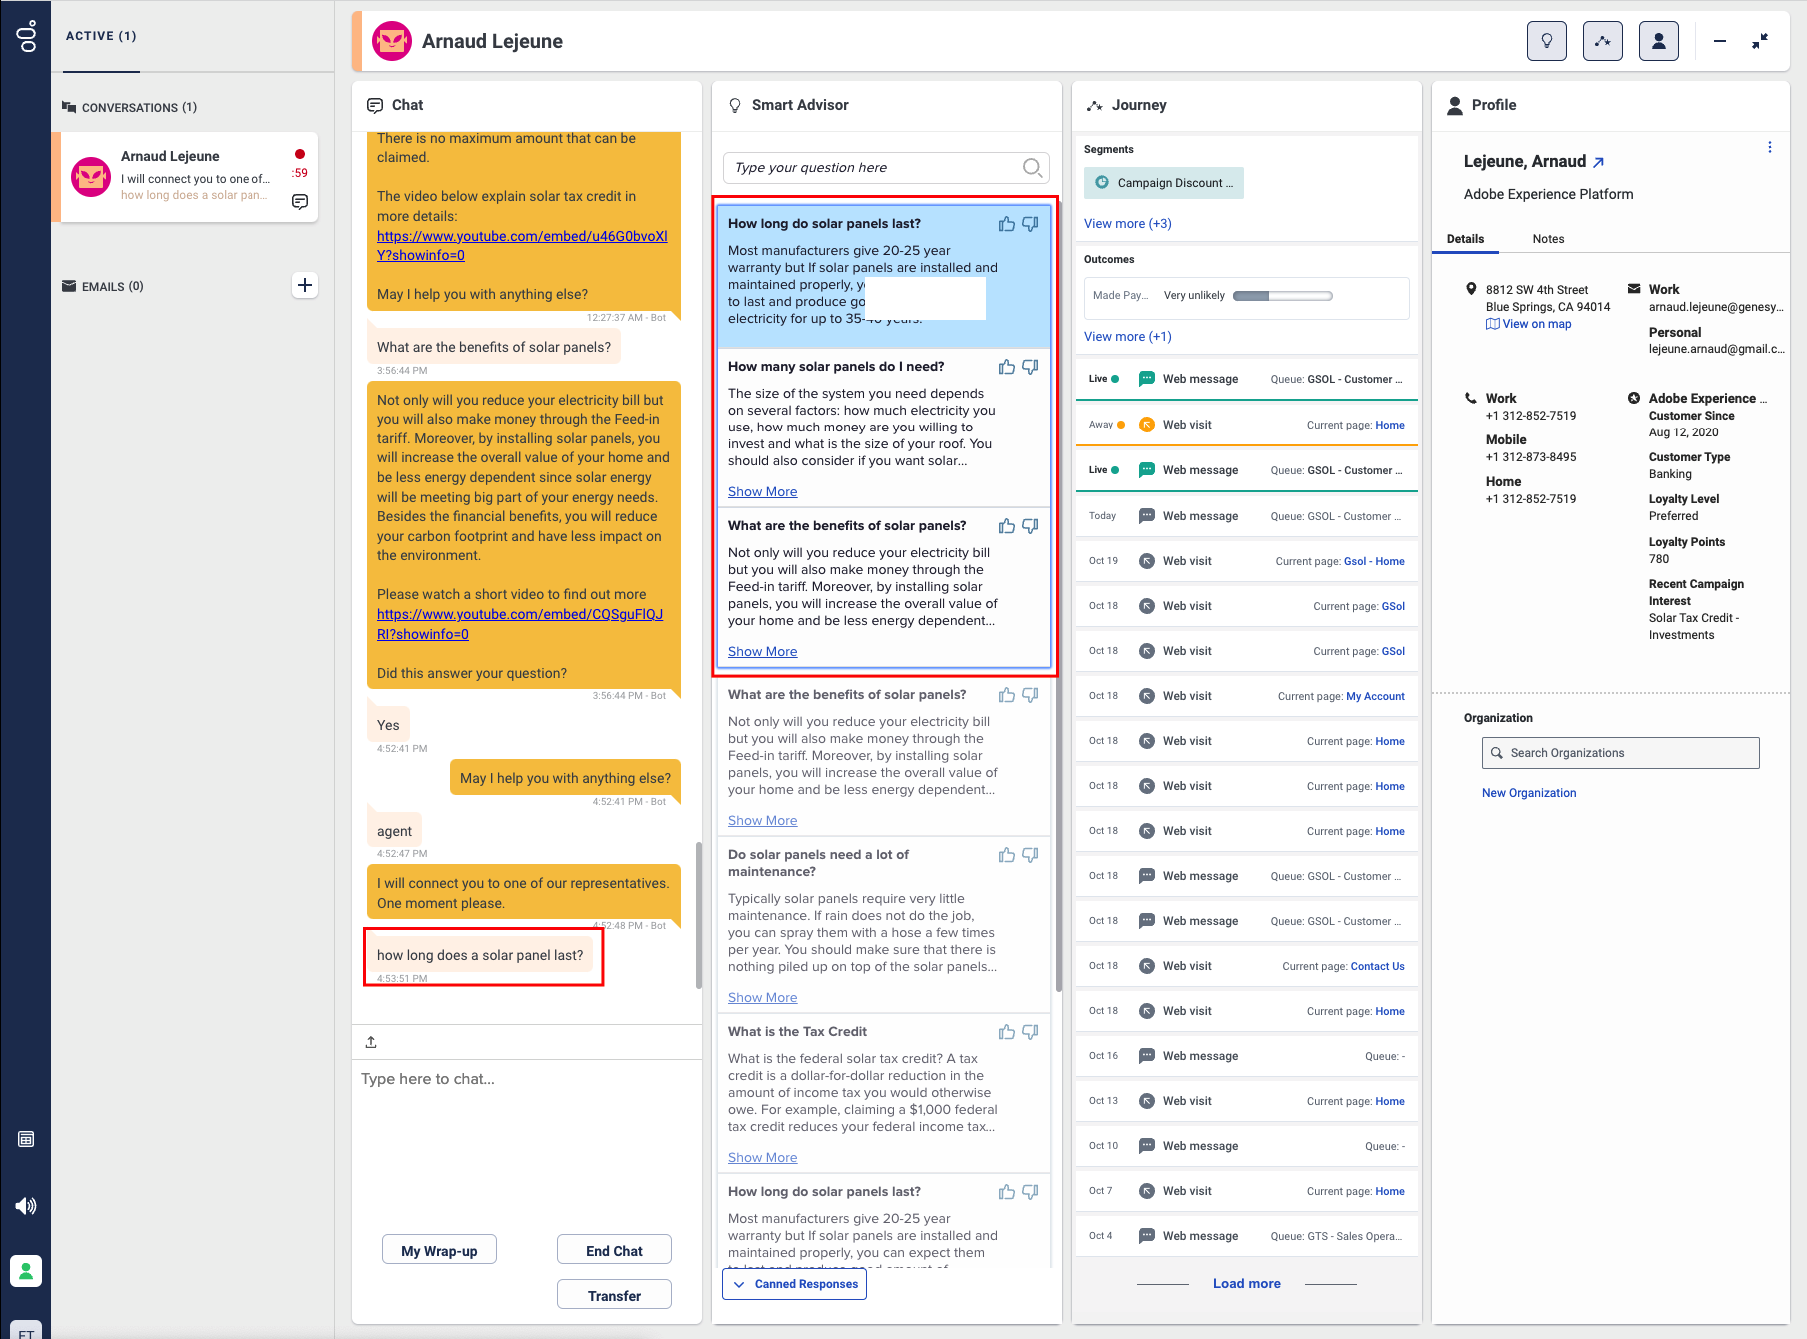 ACTIVE (1)
CONVERSATIONS (1)
Arnaud Lejeune
I will connect you to one of...
how long does a solar pan...
:59
EMAILS (0)
Arnaud Lejeune
Chat
There is no maximum amount that can be
claimed.
The video below explain solar tax credit in
more details:
https://www.youtube.com/embed/u46G0bvoXl
Y?showinfo=0
May I help you with anything else?
12:27:37 AM - Bot
What are the benefits of solar panels?
3:56:44 PM
Not only will you reduce your electricity bill but
you will also make money through the Feed-in
tariff. Moreover, by installing solar panels, you
will increase the overall value of your home and
be less energy dependent since solar energy
will be meeting big part of your energy needs.
Besides the financial benefits, you will reduce
your carbon footprint and have less impact on
the environment.
Please watch a short video to find out more
https://www.youtube.com/embed/CQSguFlQJ
RI?showinfo=0
Did this answer your question?
3:56:44 PM - Bot
Yes
4:52:41 PM
May I help you with anything else?
4:52:41 PM - Bot
agent
4:52:47 PM
I will connect you to one of our representatives.
One moment please.
4:52:48 PM - Bot
how long does a solar panel last?
4:53:51 PM
Type here to chat...
My Wrap-up
End Chat
Transfer
Smart Advisor
Type your question here
How long do solar panels last?
Most manufacturers give 20-25 year
warranty but If solar panels are installed and
maintained properly,
to last and produce
electricity for up to 35-40 years.
How many solar panels do I need?
The size of the system you need depends
on several factors: how much electricity you
use, how much money are you willing to
invest and what is the size of your roof. You
should also consider if you want solar...
Show More
What are the benefits of solar panels?
Not only will you reduce your electricity bill
but you will also make money through the
Feed-in tariff. Moreover, by installing solar
panels, you will increase the overall value of
your home and be less energy dependent...
Show More
What are the benefits of solar panels?
Not only will you reduce your electricity bill
but you will also make money through the
Feed-in tariff. Moreover, by installing solar
panels, you will increase the overall value of
your home and be less energy dependent...
Show More
Do solar panels need a lot of
maintenance?
Typically solar panels require very little
maintenance. If rain does not do the job,
you can spray them with a hose a few times
per year. You should make sure that there is
nothing piled up on top of the solar panels...
Show More
What is the Tax Credit
What is the federal solar tax credit? A tax
credit is a dollar-for-dollar reduction in the
amount of income tax you would otherwise
owe. For example, claiming a $1,000 federal
tax credit reduces your federal income tax...
Show More
How long do solar panels last?
Most manufacturers give 20-25 year
warranty but If solar panels are installed and
maintained properly, you can expect them
to last and produce good amount of
Canned Responses
Journey
Segments
Campaign Discount ...
View more (+3)
Outcomes
Made Pay... Very unlikely
View more (+1)
Live Web message Queue: GSOL - Customer ...
Away Web visit Current page: Home
Live Web message Queue: GSOL - Customer ...
Today Web message Queue: GSOL - Customer ...
Oct 19 Web visit Current page: Gsol - Home
Oct 18 Web visit Current page: GSol
Oct 18 Web visit Current page: GSol
Oct 18 Web visit Current page: My Account
Oct 18 Web visit Current page: Home
Oct 18 Web visit Current page: Home
Oct 18 Web visit Current page: Home
Oct 18 Web message Queue: GSOL - Customer ...
Oct 18 Web message Queue: GSOL - Customer ...
Oct 18 Web visit Current page: Contact Us
Oct 18 Web visit Current page: Home
Oct 16 Web message Queue: -
Oct 13 Web visit Current page: Home
Oct 10 Web message Queue: -
Oct 7 Web visit Current page: Home
Oct 4 Web message Queue: GTS - Sales Opera...
Load more
Profile
Lejeune, Arnaud
Adobe Experience Platform
Details Notes
8812 SW 4th Street
Blue Springs, CA 94014
View on map
Work
arnaud.lejeune@genesy...
Personal
lejeune.arnaud@gmail.c...
Work
+1 312-852-7519
Mobile
+1 312-873-8495
Home
+1 312-852-7519
Adobe Experience ...
Customer Since
Aug 12, 2020
Customer Type
Banking
Loyalty Level
Preferred
Loyalty Points
780
Recent Campaign
Interest
Solar Tax Credit -
Investments
Organization
Search Organizations
New Organization